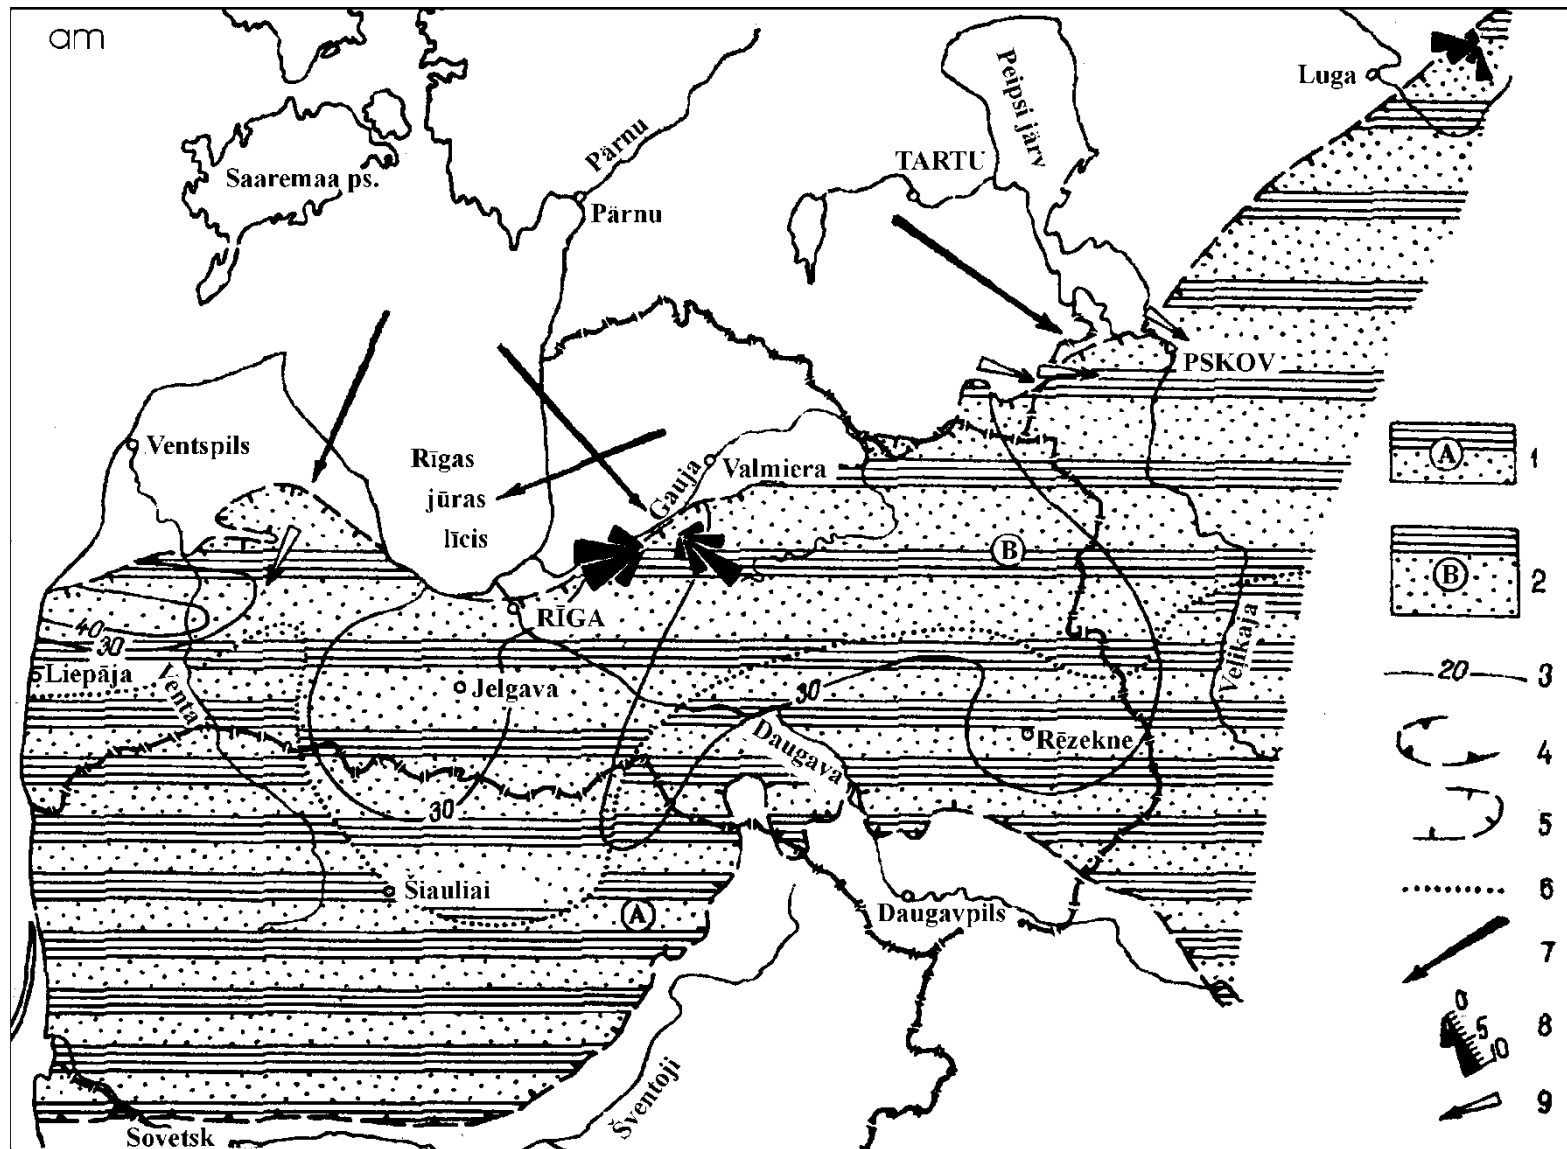 am
Luga
Peipsi järv
Pärnu
TARTU
Saaremaa ps.
Pärnu
PSKOV
Ventspils
Rīgas
jūras
līcis
Gauja
Valmiera
A
1
B
B
2
RĪGA
40
30
Liepāja
Venta
Jelgava
30
Veļikaja
20
3
Daugava
Rēzekne
4
30
5
Šiauliai
A
Daugavpils
6
7
0
5
10
8
Šventoji
Sovetsk
9